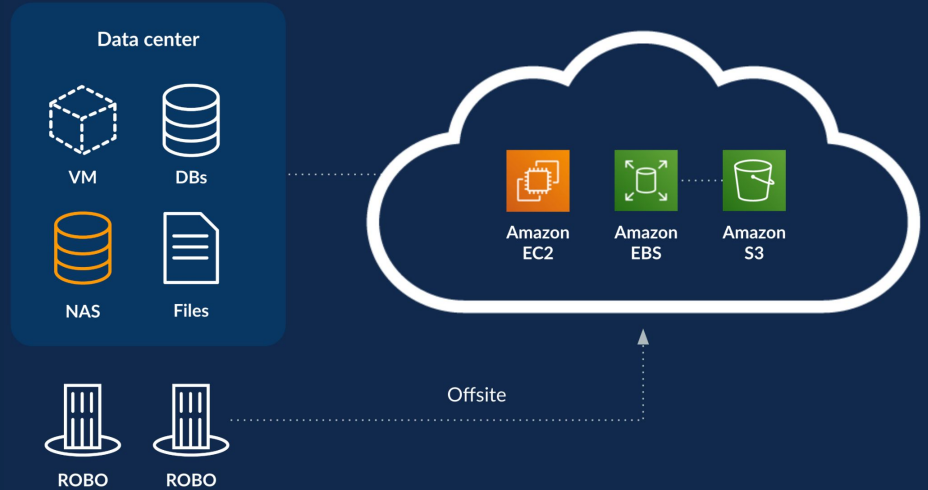 Data center
VM
DBs
NAS
Files
Amazon
EC2
Amazon
EBS
Amazon
S3
Offsite
ROBO
ROBO